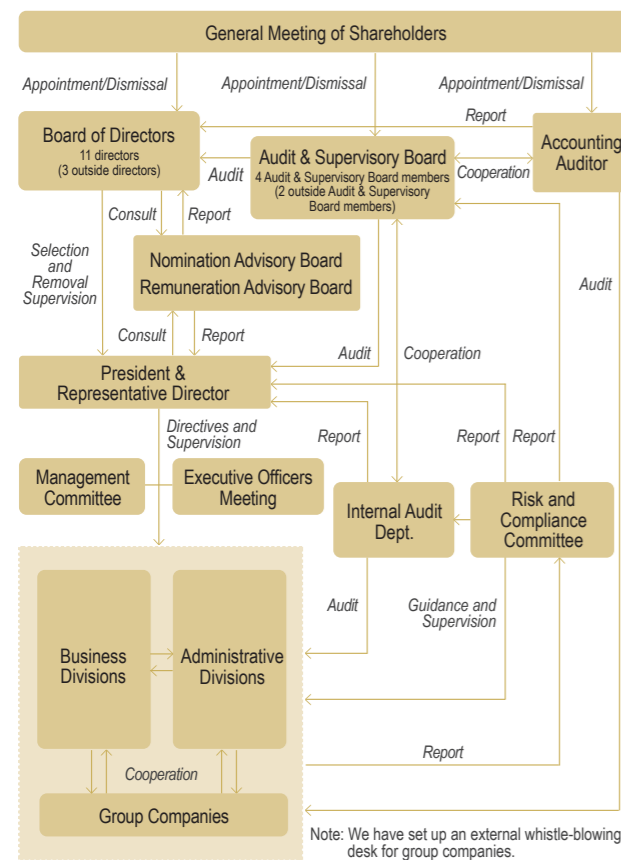 General Meeting of Shareholders
Appointment/Dismissal
Appointment/Dismissal
Appointment/Dismissal
Board of Directors
11 directors
(3 outside directors)
Report
Accounting
Auditor
Audit
Audit & Supervisory Board
4 Audit & Supervisory Board members
(2 outside Audit & Supervisory
Board members)
Cooperation
Consult
Report
Selection
and
Removal
Supervision
Nomination Advisory Board
Remuneration Advisory Board
Audit
Consult
Report
Audit
Cooperation
President &
Representative Director
Directives and
Supervision
Report
Report
Report
Management
Committee
Executive Officers
Meeting
Internal Audit
Dept.
Risk and
Compliance
Committee
Audit
Guidance and
Supervision
Business
Divisions
Administrative
Divisions
Report
Cooperation
Group Companies
Note: We have set up an external whistle-blowing
desk for group companies.